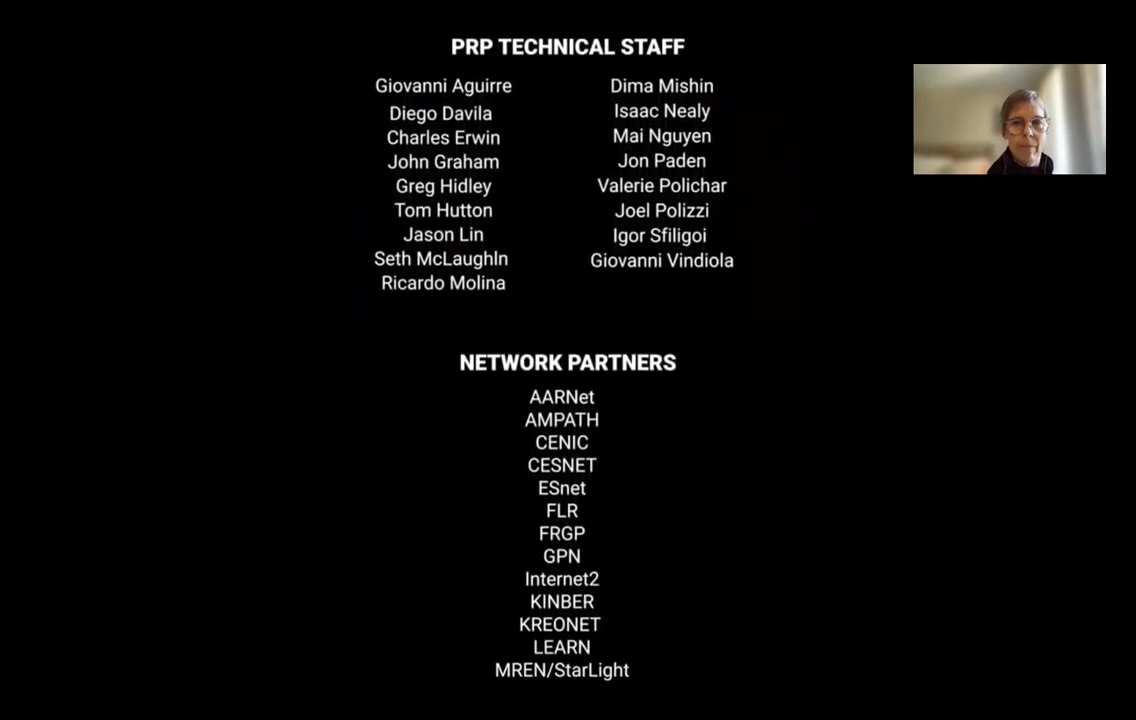 PRP TECHNICAL STAFF
Giovanni Aguirre
Diego Davila
Charles Erwin
John Graham
Greg Hidley
Tom Hutton
Jason Lin
Seth McLaughln
Ricardo Molina
Dima Mishin
Isaac Nealy
Mai Nguyen
Jon Paden
Valerie Polichar
Joel Polizzi
Igor Sfiligoi
Giovanni Vindiola
NETWORK PARTNERS
AARNet
AMPATH
CENIC
CESNET
ESnet
FLR
FRGP
GPN
Internet2
KINBER
KREONET
LEARN
MREN/StarLight